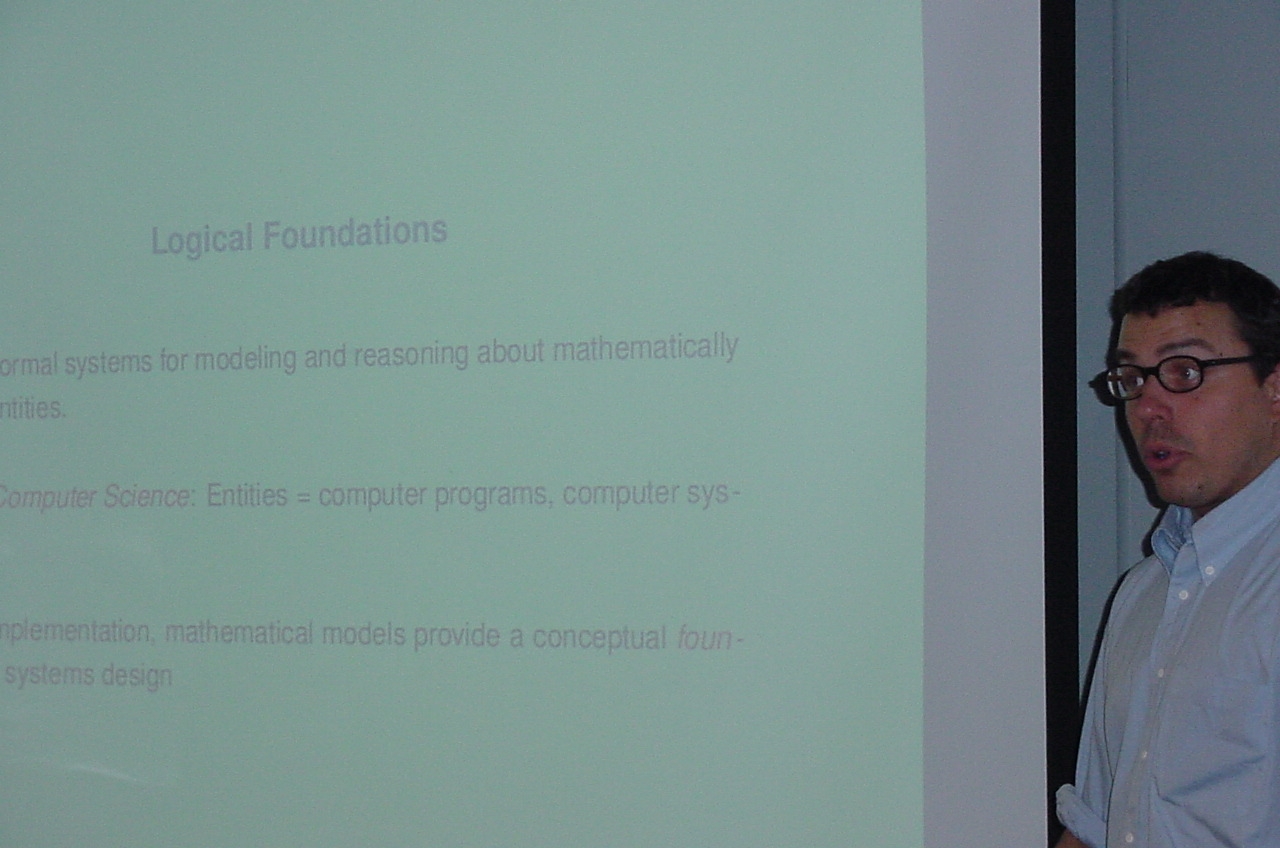 Logical Foundations
ormal systems for modeling and reasoning about mathematically
ntities.
Computer Science: Entities = computer programs, computer sys-
nplementation, mathematical models provide a conceptual foun-
systems design